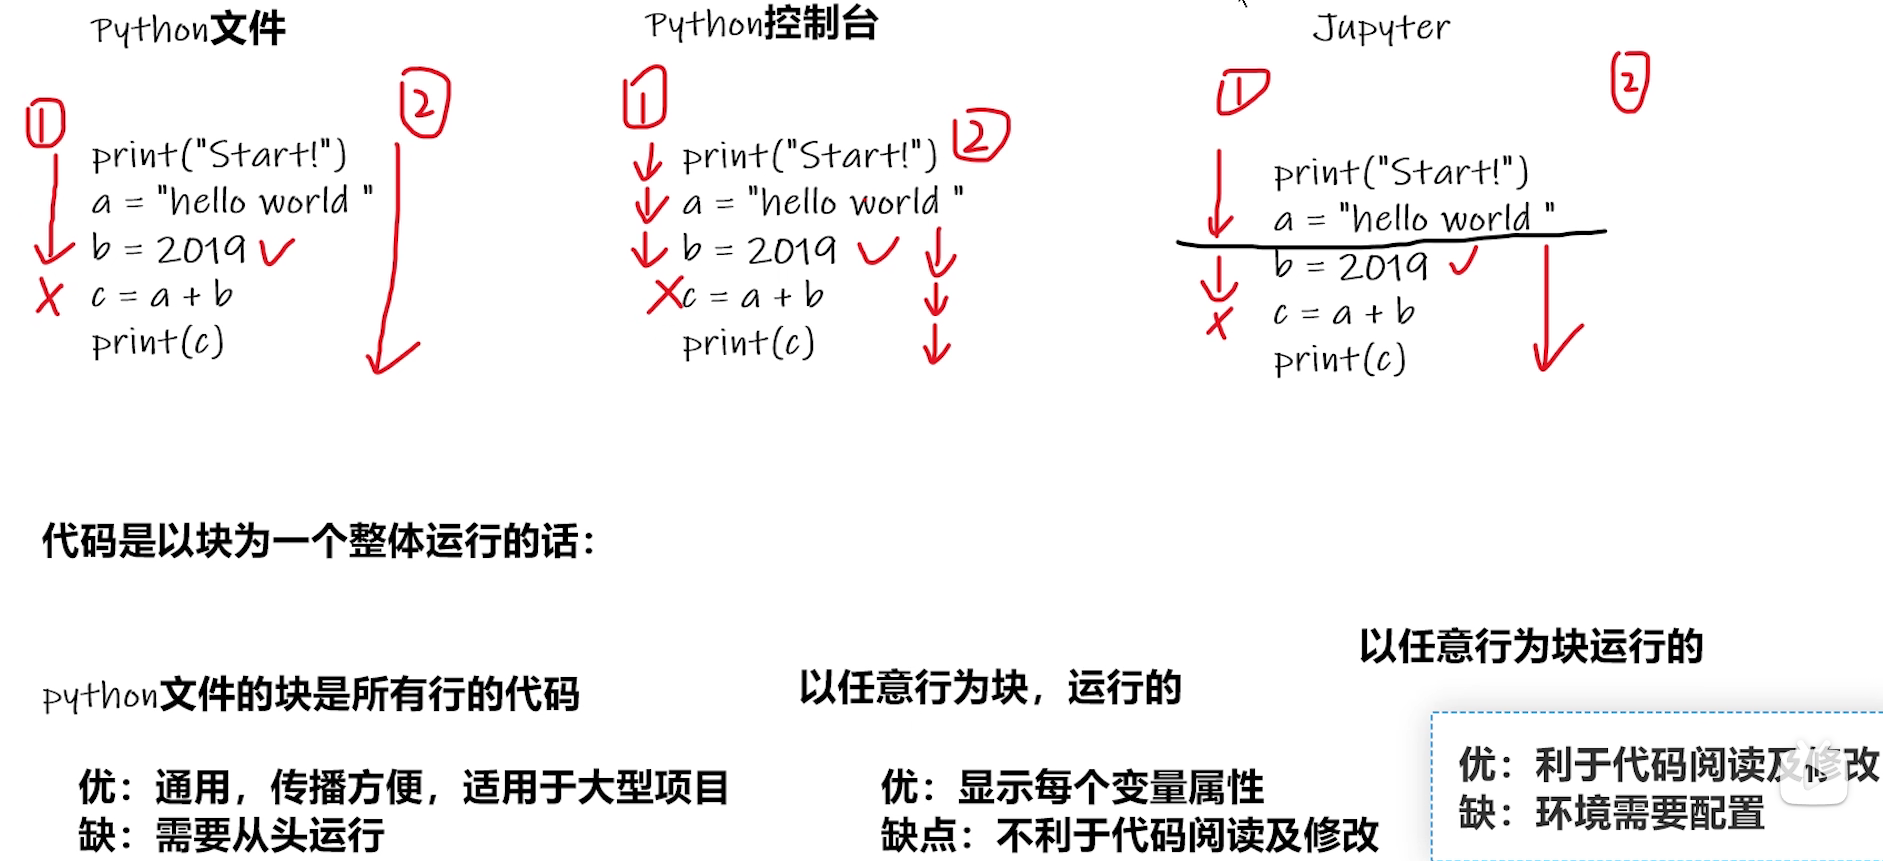 Python文件
①
②
print("Start!")
a = "hello world "
b = 2019
c = a + b
print(c)
Python控制台
①
②
print("Start!")
a = "hello world "
b = 2019
c = a + b
print(c)
Jupyter
①
②
print("Start!")
a = "hello world "
b = 2019
c = a + b
print(c)
代码是以块为一个整体运行的话：
python文件的块是所有行的代码
优：通用，传播方便，适用于大型项目
缺：需要从头运行
以任意行为块，运行的
优：显示每个变量属性
缺点：不利于代码阅读及修改
以任意行为块运行的
优：利于代码阅读及修改
缺：环境需要配置